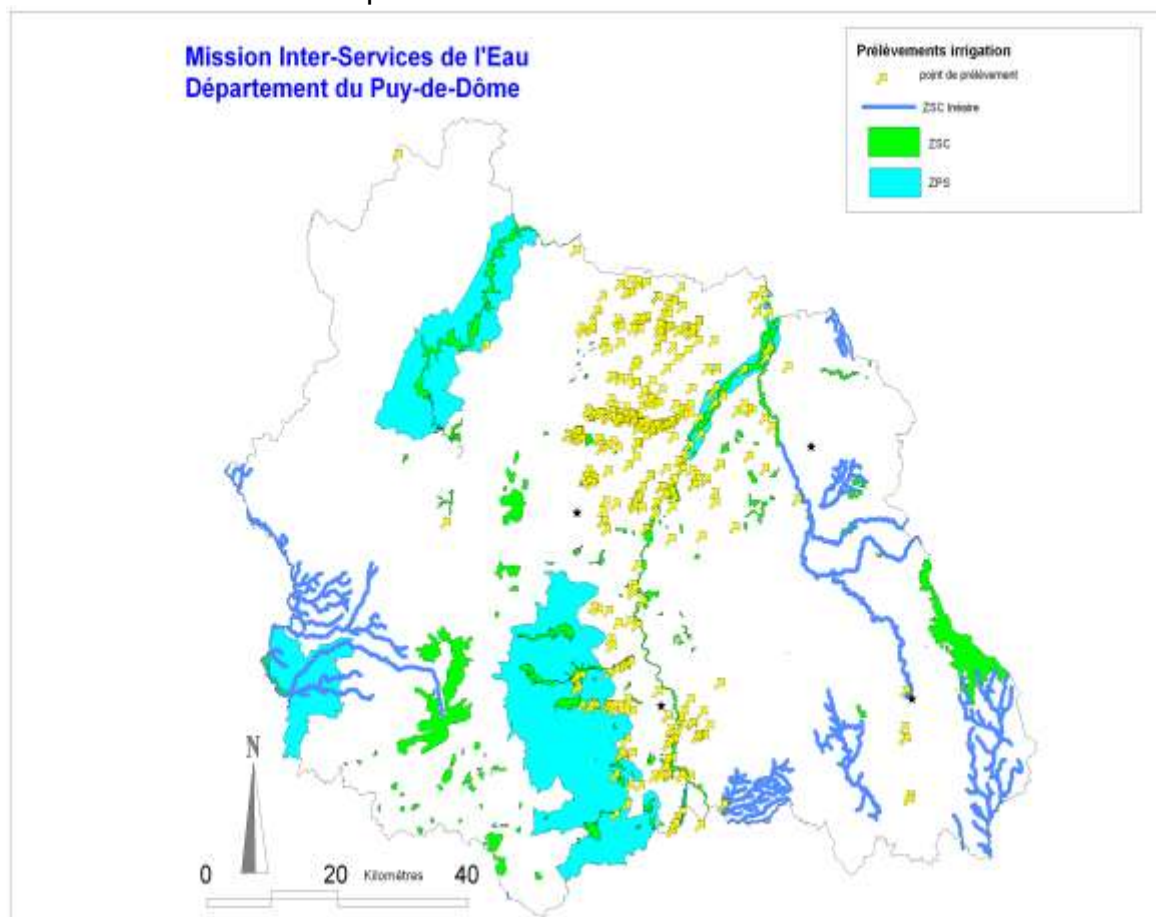 Mission Inter-Services de l'Eau
Département du Puy-de-Dôme
Prélèvements irrigation
point de prélèvement
ZSC linéaire
ZSC
ZPS
N
0 20 Kilomètres 40